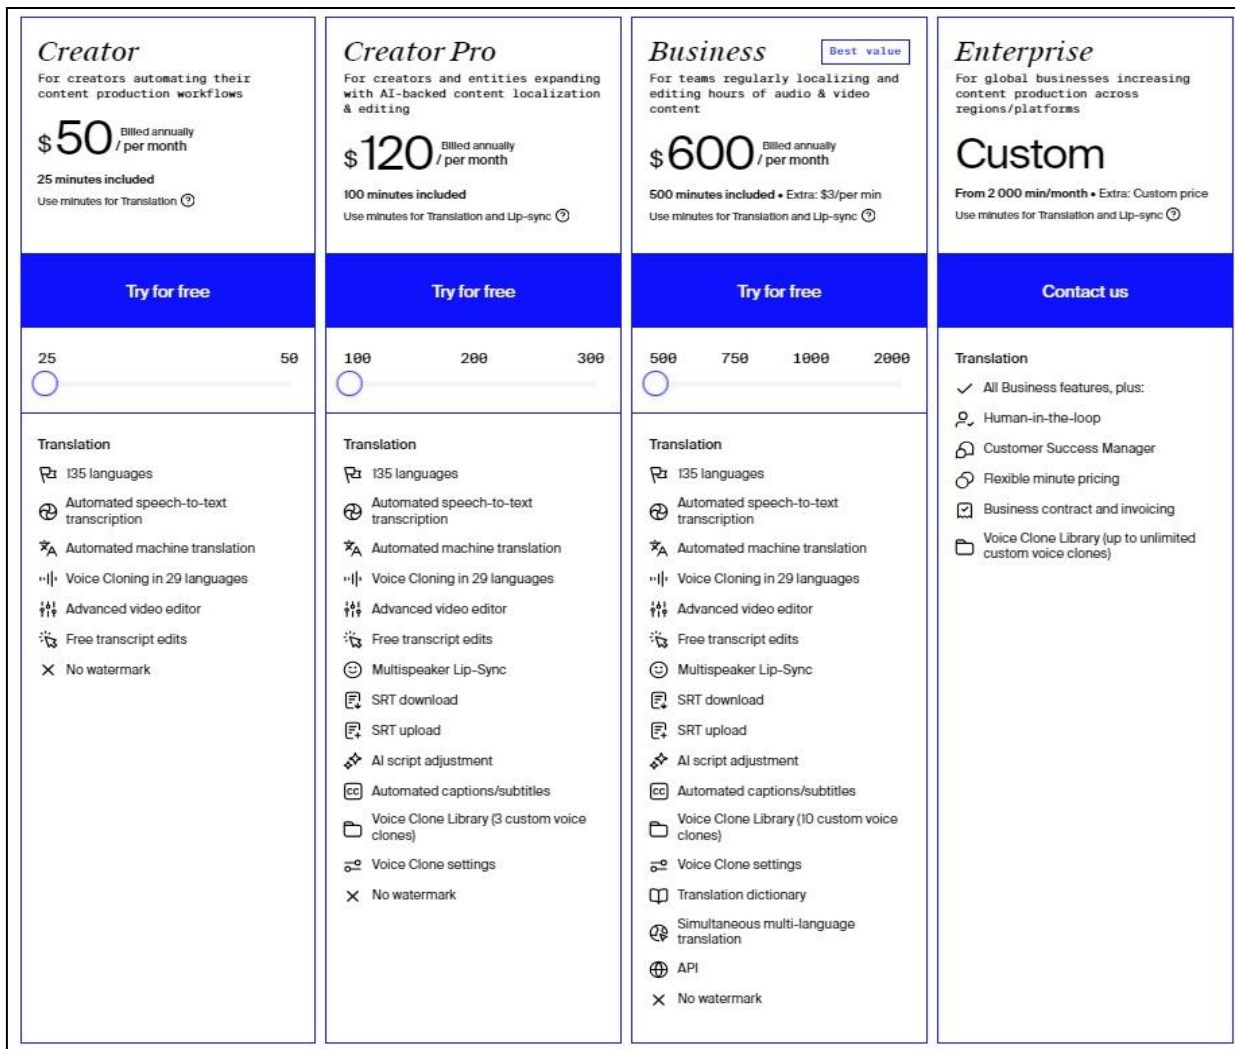 Creator
For creators automating their
content production workflows
$50 Billed annually
/ per month
25 minutes included
Use minutes for Translation ?
Try for free
25 50
Translation
135 languages
Automated speech-to-text
transcription
Automated machine translation
Voice Cloning in 29 languages
Advanced video editor
Free transcript edits
No watermark
Creator Pro
For creators and entities expanding
with AI-backed content localization
& editing
$120 Billed annually
/ per month
100 minutes included
Use minutes for Translation and Lip-sync ?
Try for free
100 200 300
Translation
135 languages
Automated speech-to-text
transcription
Automated machine translation
Voice Cloning in 29 languages
Advanced video editor
Free transcript edits
Multispeaker Lip-Sync
SRT download
SRT upload
AI script adjustment
CC Automated captions/subtitles
Voice Clone Library (3 custom voice
clones)
Voice Clone settings
No watermark
Business Best value
For teams regularly localizing and
editing hours of audio & video
content
$600 Billed annually
/ per month
500 minutes included • Extra: $3/per min
Use minutes for Translation and Lip-sync ?
Try for free
500 750 1000 2000
Translation
135 languages
Automated speech-to-text
transcription
Automated machine translation
Voice Cloning in 29 languages
Advanced video editor
Free transcript edits
Multispeaker Lip-Sync
SRT download
SRT upload
AI script adjustment
CC Automated captions/subtitles
Voice Clone Library (10 custom voice
clones)
Voice Clone settings
Translation dictionary
Simultaneous multi-language
translation
API
No watermark
Enterprise
For global businesses increasing
content production across
regions/platforms
Custom
From 2 000 min/month • Extra: Custom price
Use minutes for Translation and Lip-sync ?
Contact us
Translation
All Business features, plus:
Human-in-the-loop
Customer Success Manager
Flexible minute pricing
Business contract and invoicing
Voice Clone Library (up to unlimited
custom voice clones)